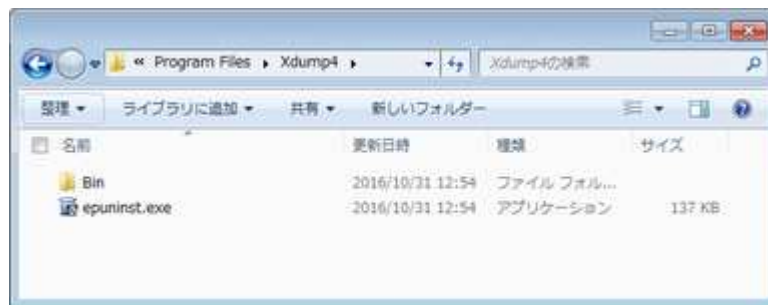 « Program Files ▸ Xdump4 ▸ Xdump4の検索
整理 ライブラリに追加 共有 新しいフォルダー
名前 更新日時 種類 サイズ
Bin 2016/10/31 12:54 ファイル フォル...
epuninst.exe 2016/10/31 12:54 アプリケーション 137 KB